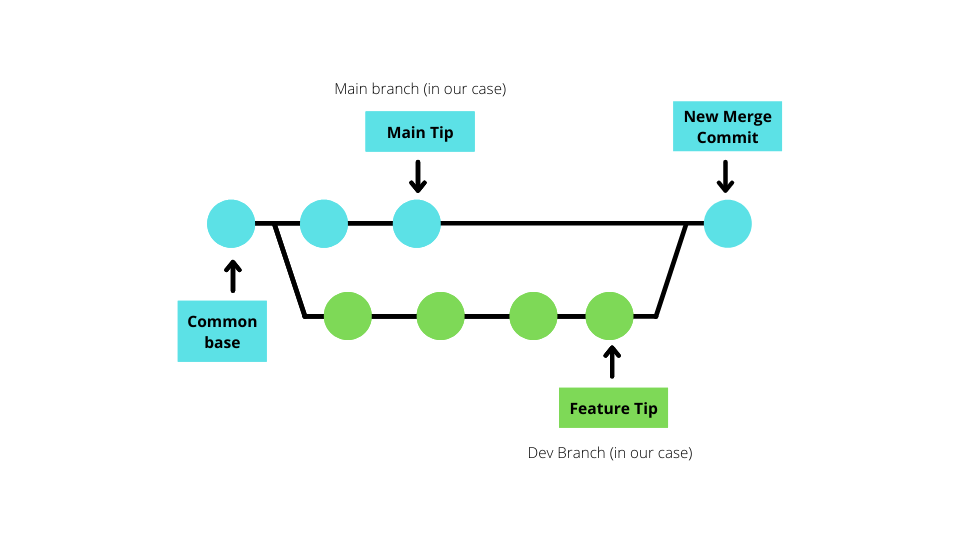 Main branch (in our case)
Main Tip
New Merge
Commit
Common
base
Feature Tip
Dev Branch (in our case)